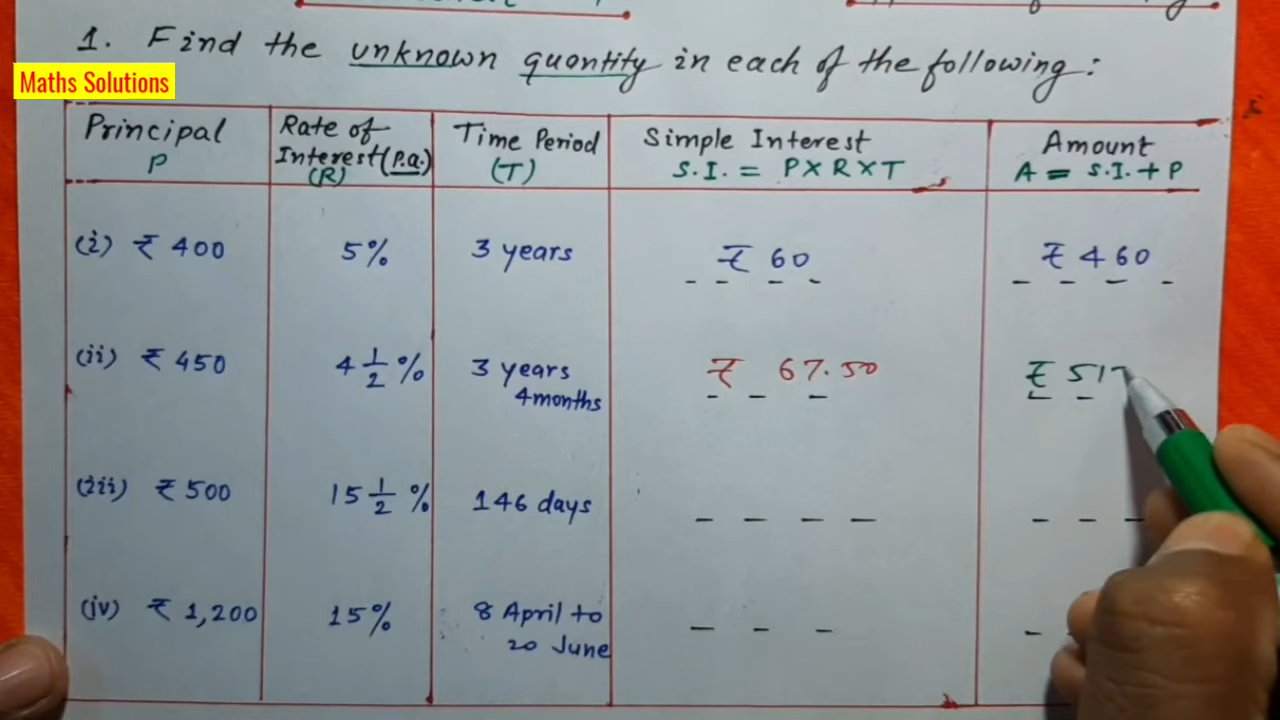 1. Find the unknown quantity in each of the following:
Maths Solutions
Principal P
Rate of Interest (p.a.) (R)
Time Period (T)
Simple Interest S.I. = P X R X T
Amount A = S.I. + P
(i) ₹ 400 5% 3 years ₹ 60 ₹ 460
(ii) ₹ 450 4 1/2 % 3 years 4 months ₹ 67.50 ₹ 517
(iii) ₹ 500 15 1/2 % 146 days
(iv) ₹ 1,200 15% 8 April to 20 June